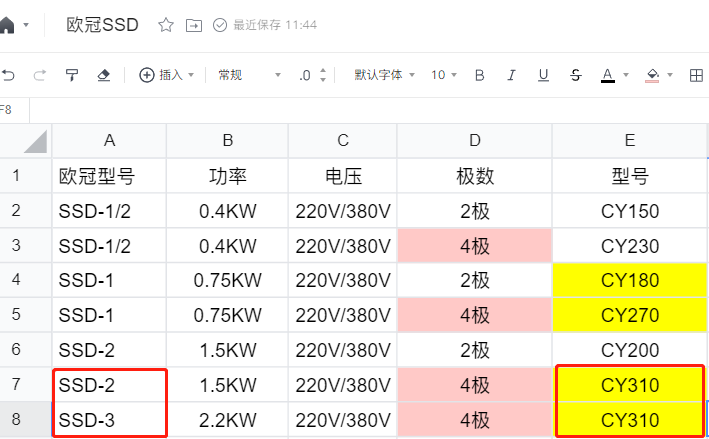 欧冠SSD 最近保存 11:44
插入 常规 .0 默认字体 10 B I U S A
F8
A B C D E
1 欧冠型号 功率 电压 极数 型号
2 SSD-1/2 0.4KW 220V/380V 2极 CY150
3 SSD-1/2 0.4KW 220V/380V 4极 CY230
4 SSD-1 0.75KW 220V/380V 2极 CY180
5 SSD-1 0.75KW 220V/380V 4极 CY270
6 SSD-2 1.5KW 220V/380V 2极 CY200
7 SSD-2 1.5KW 220V/380V 4极 CY310
8 SSD-3 2.2KW 220V/380V 4极 CY310